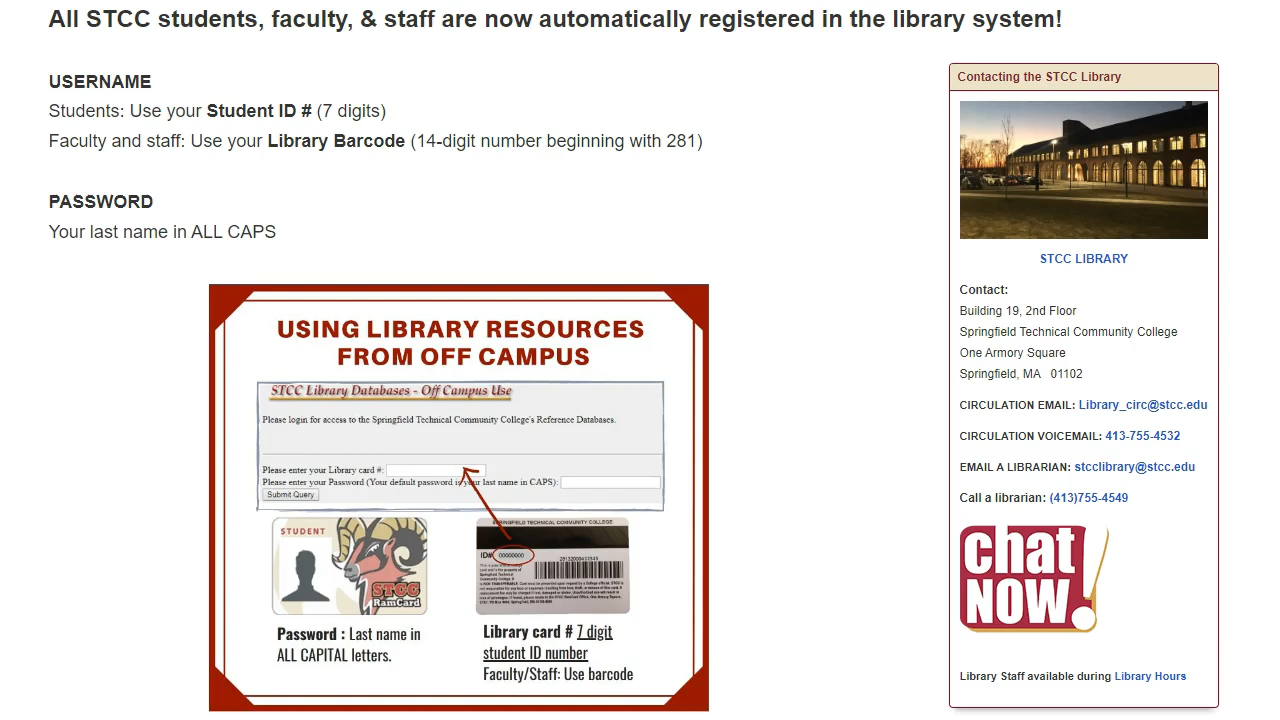 All STCC students, faculty, & staff are now automatically registered in the library system!
USERNAME
Students: Use your Student ID # (7 digits)
Faculty and staff: Use your Library Barcode (14-digit number beginning with 281)
PASSWORD
Your last name in ALL CAPS
USING LIBRARY RESOURCES
FROM OFF CAMPUS
STCC Library Databases - Off Campus Use
Please login for access to the Springfield Technical Community College's Reference Databases.
Please enter your Library card #:
Please enter your Password (Your default password is your last name in CAPS):
Submit Query
STUDENT
STCC
RamCard
SPRINGFIELD TECHNICAL COMMUNITY COLLEGE
ID# 0000000
Password : Last name in
ALL CAPITAL letters.
Library card # 7 digit
student ID number
Faculty/Staff: Use barcode
Contacting the STCC Library
STCC LIBRARY
Contact:
Building 19, 2nd Floor
Springfield Technical Community College
One Armory Square
Springfield, MA 01102
CIRCULATION EMAIL: Library_circ@stcc.edu
CIRCULATION VOICEMAIL: 413-755-4532
EMAIL A LIBRARIAN: stcclibrary@stcc.edu
Call a librarian: (413)755-4549
chat
NOW!
Library Staff available during Library Hours